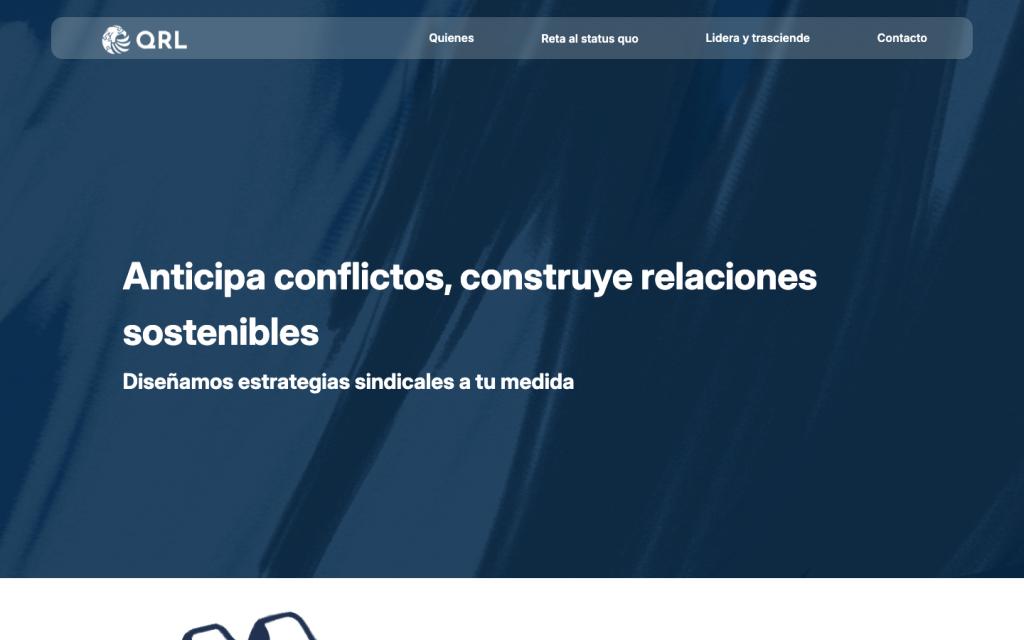 QRL
Quienes
Reta al status quo
Lidera y trasciende
Contacto
Anticipa conflictos, construye relaciones
sostenibles
Diseñamos estrategias sindicales a tu medida